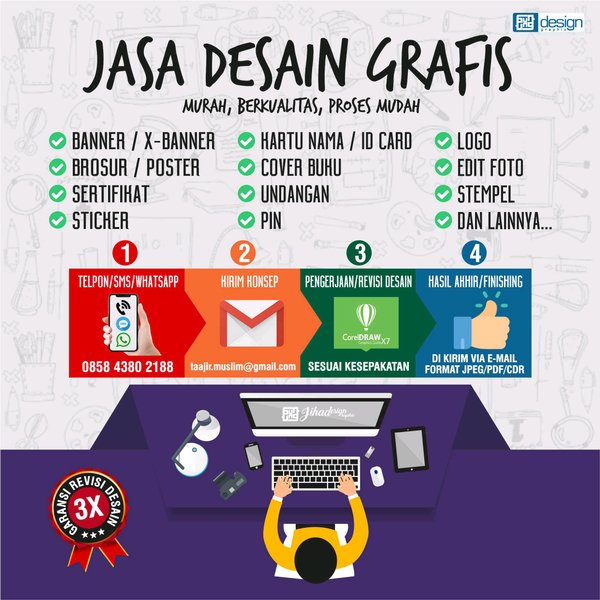 design
JASA DESAIN GRAFIS
MURAH, BERKUALITAS, PROSES MUDAH
BANNER / X-BANNER
BROSUR / POSTER
SERTIFIKAT
STICKER
KARTU NAMA / ID CARD
COVER BUKU
UNDANGAN
PIN
LOGO
EDIT FOTO
STEMPEL
DAN LAINNYA...
1
TELPON/SMS/WHATSAPP
0858 4380 2188
2
KIRIM KONSEP
taajir.muslim@gmail.com
3
PENGERJAAN/REVISI DESAIN
CorelDRAW
Graphics Suite X7
SESUAI KESEPAKATAN
4
HASIL AKHIR/FINISHING
DI KIRIM VIA E-MAIL
FORMAT JPEG/PDF/CDR
Jihadesign
GARANSI REVISI DESAIN
3X